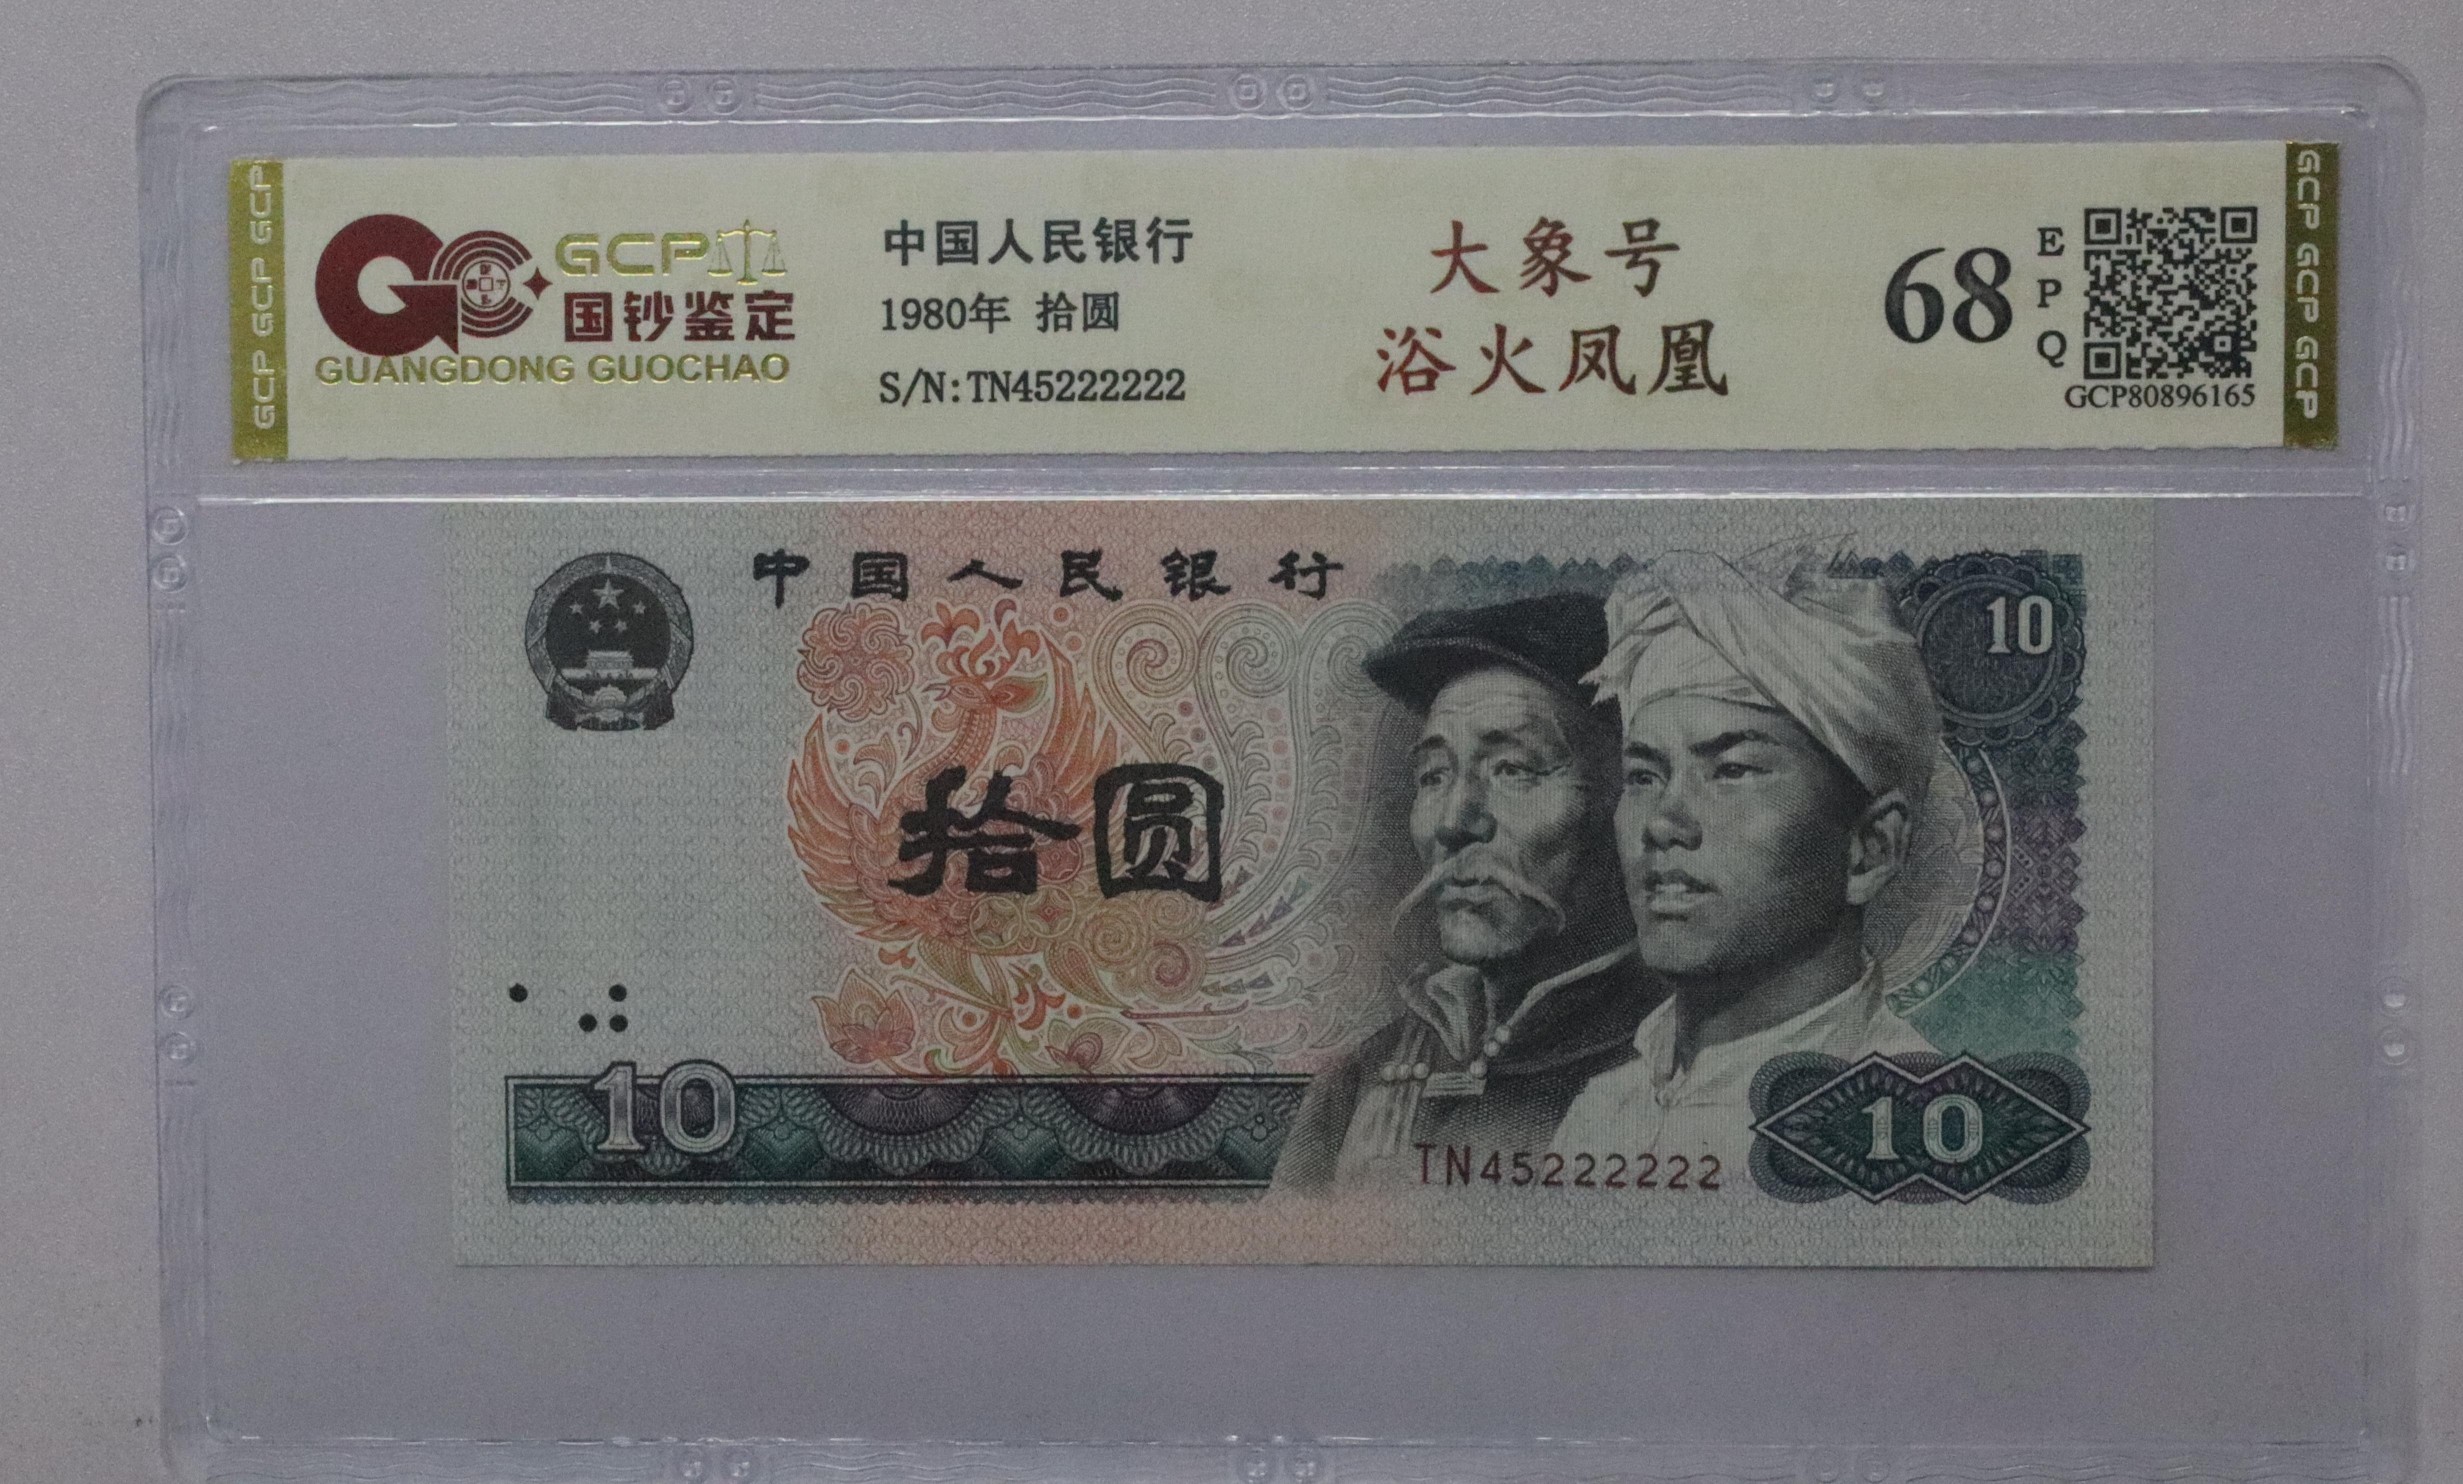 GCP GCP GCP
GCP
国钞鉴定
GUANGDONG GUOCHAO
中国人民银行
1980年 拾圆
S/N:TN45222222
大象号
浴火凤凰
68
EPQ
GCP80896165
GCP GCP GCP
中国人民银行
10
拾圆
10
TN45222222
10